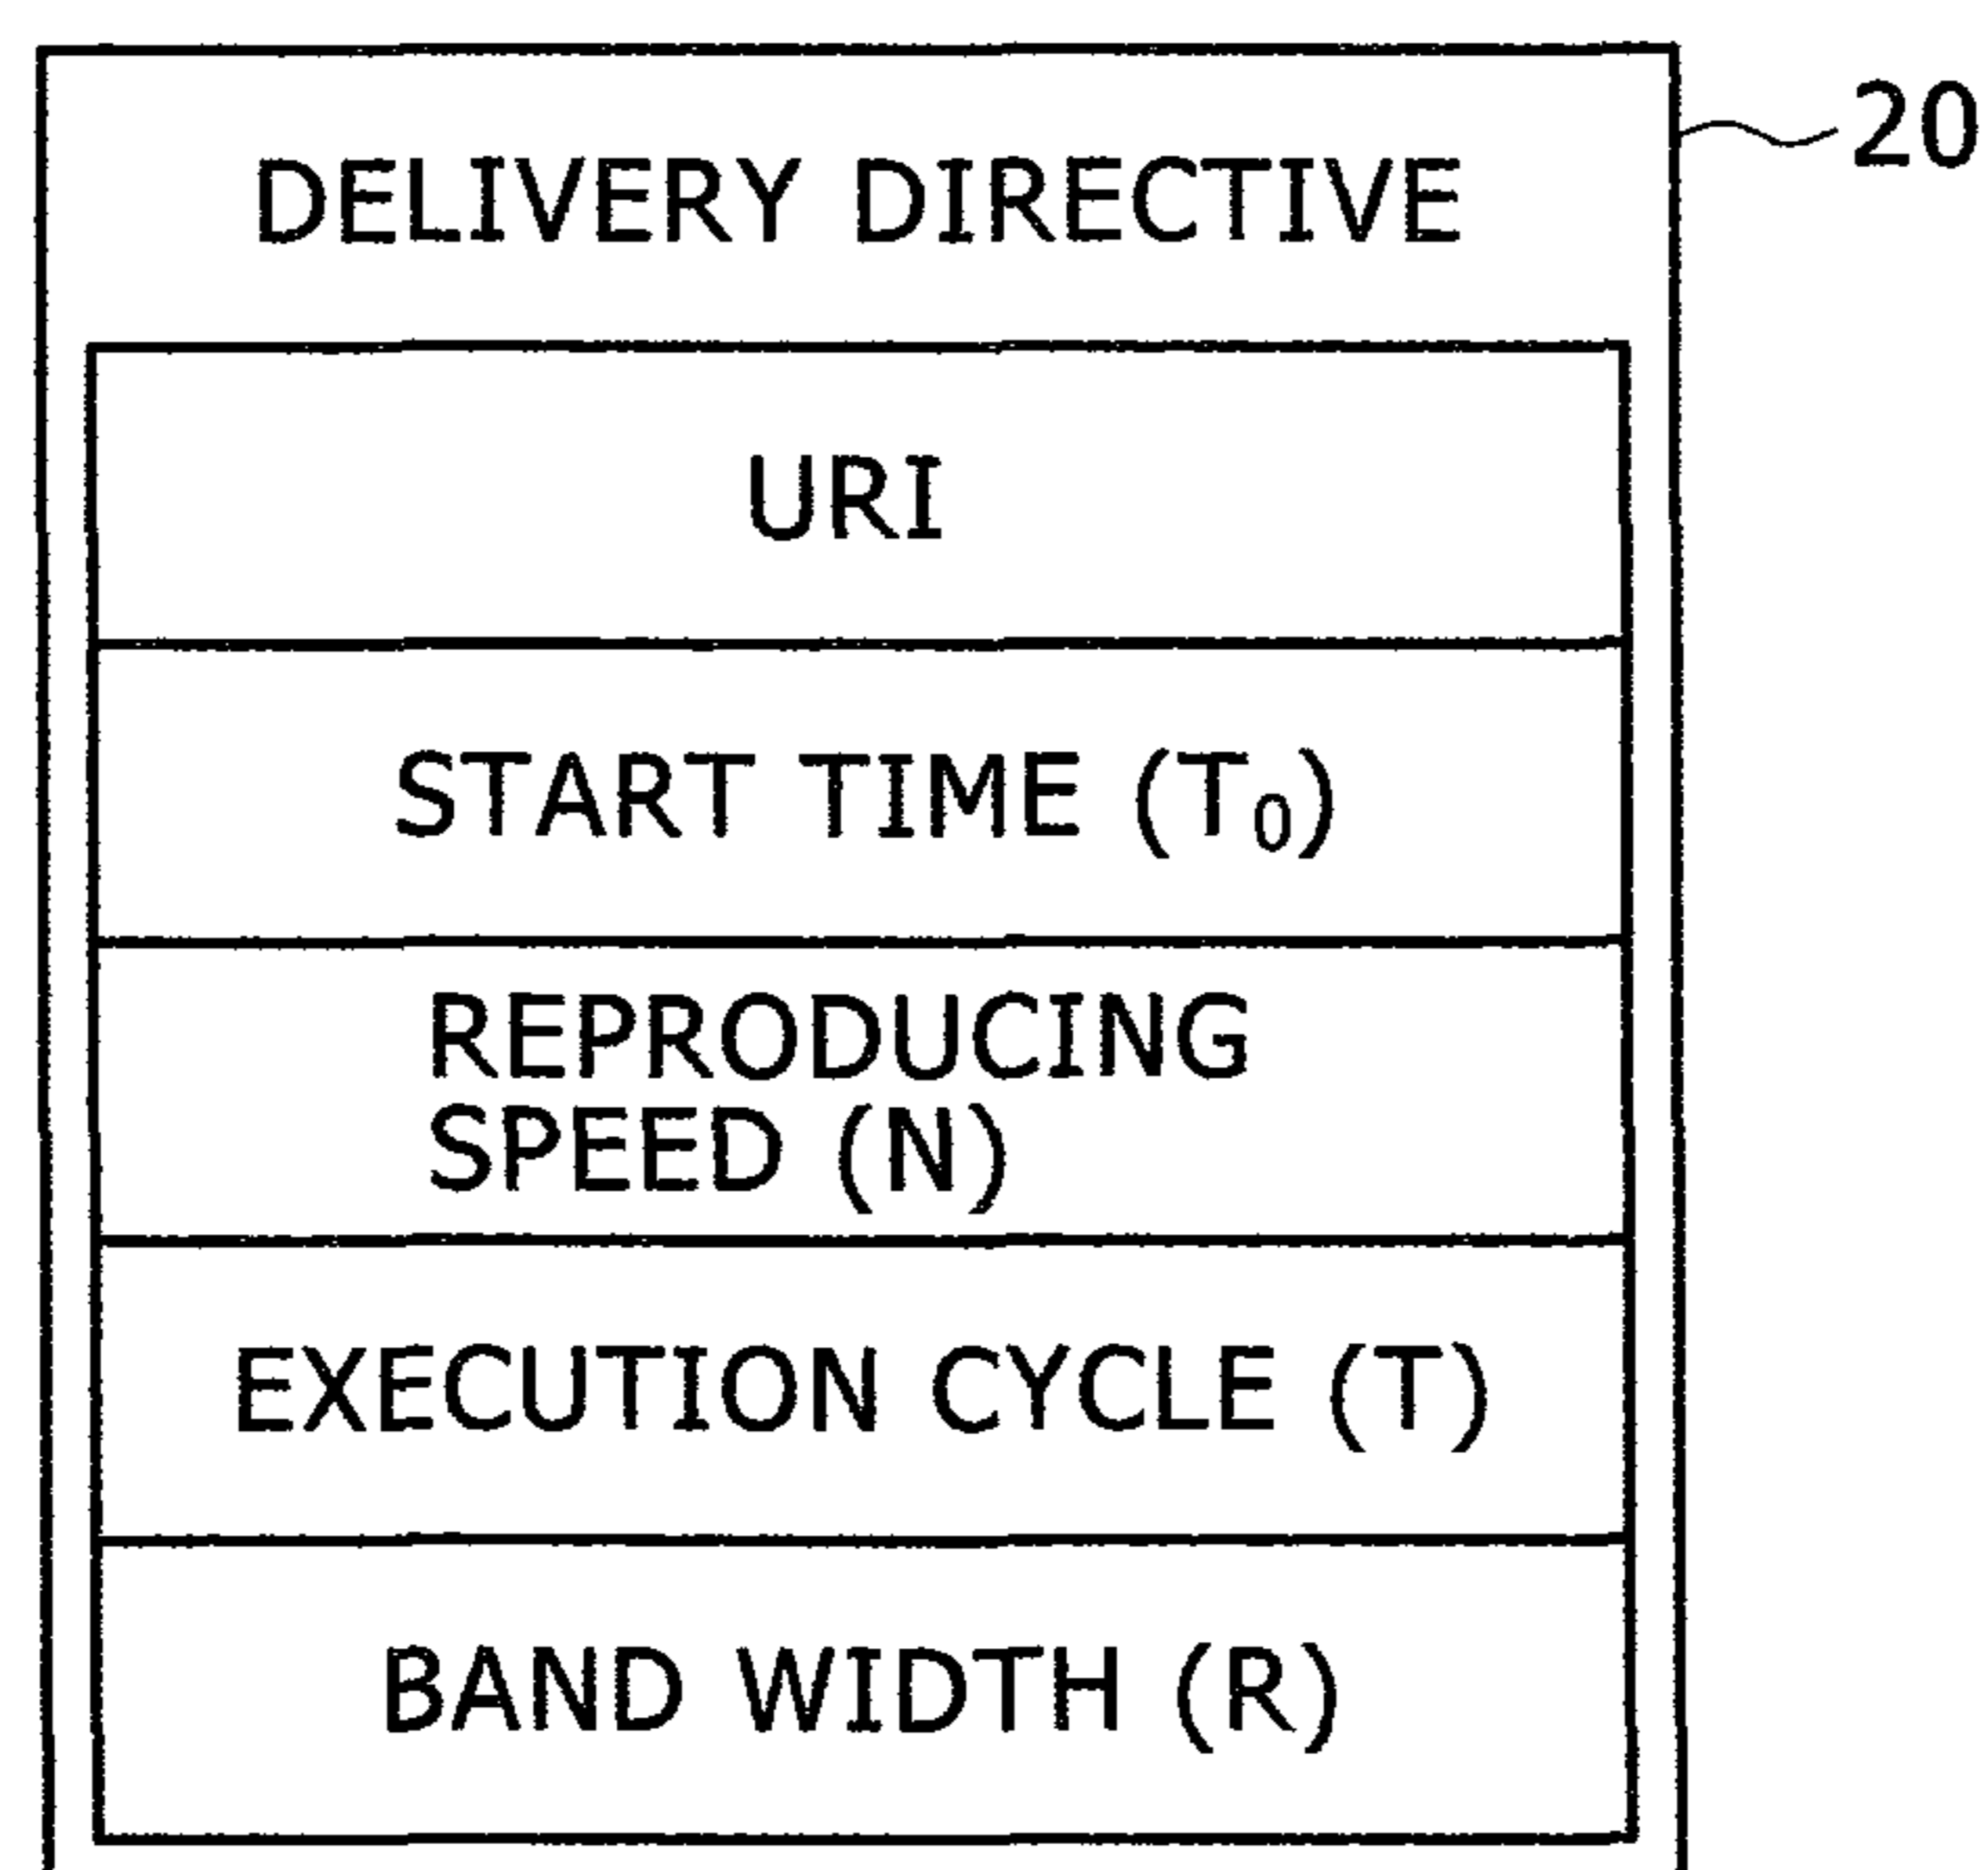 20
DELIVERY DIRECTIVE
URI
START TIME (T₀)
REPRODUCING
SPEED (N)
EXECUTION CYCLE (T)
BAND WIDTH (R)